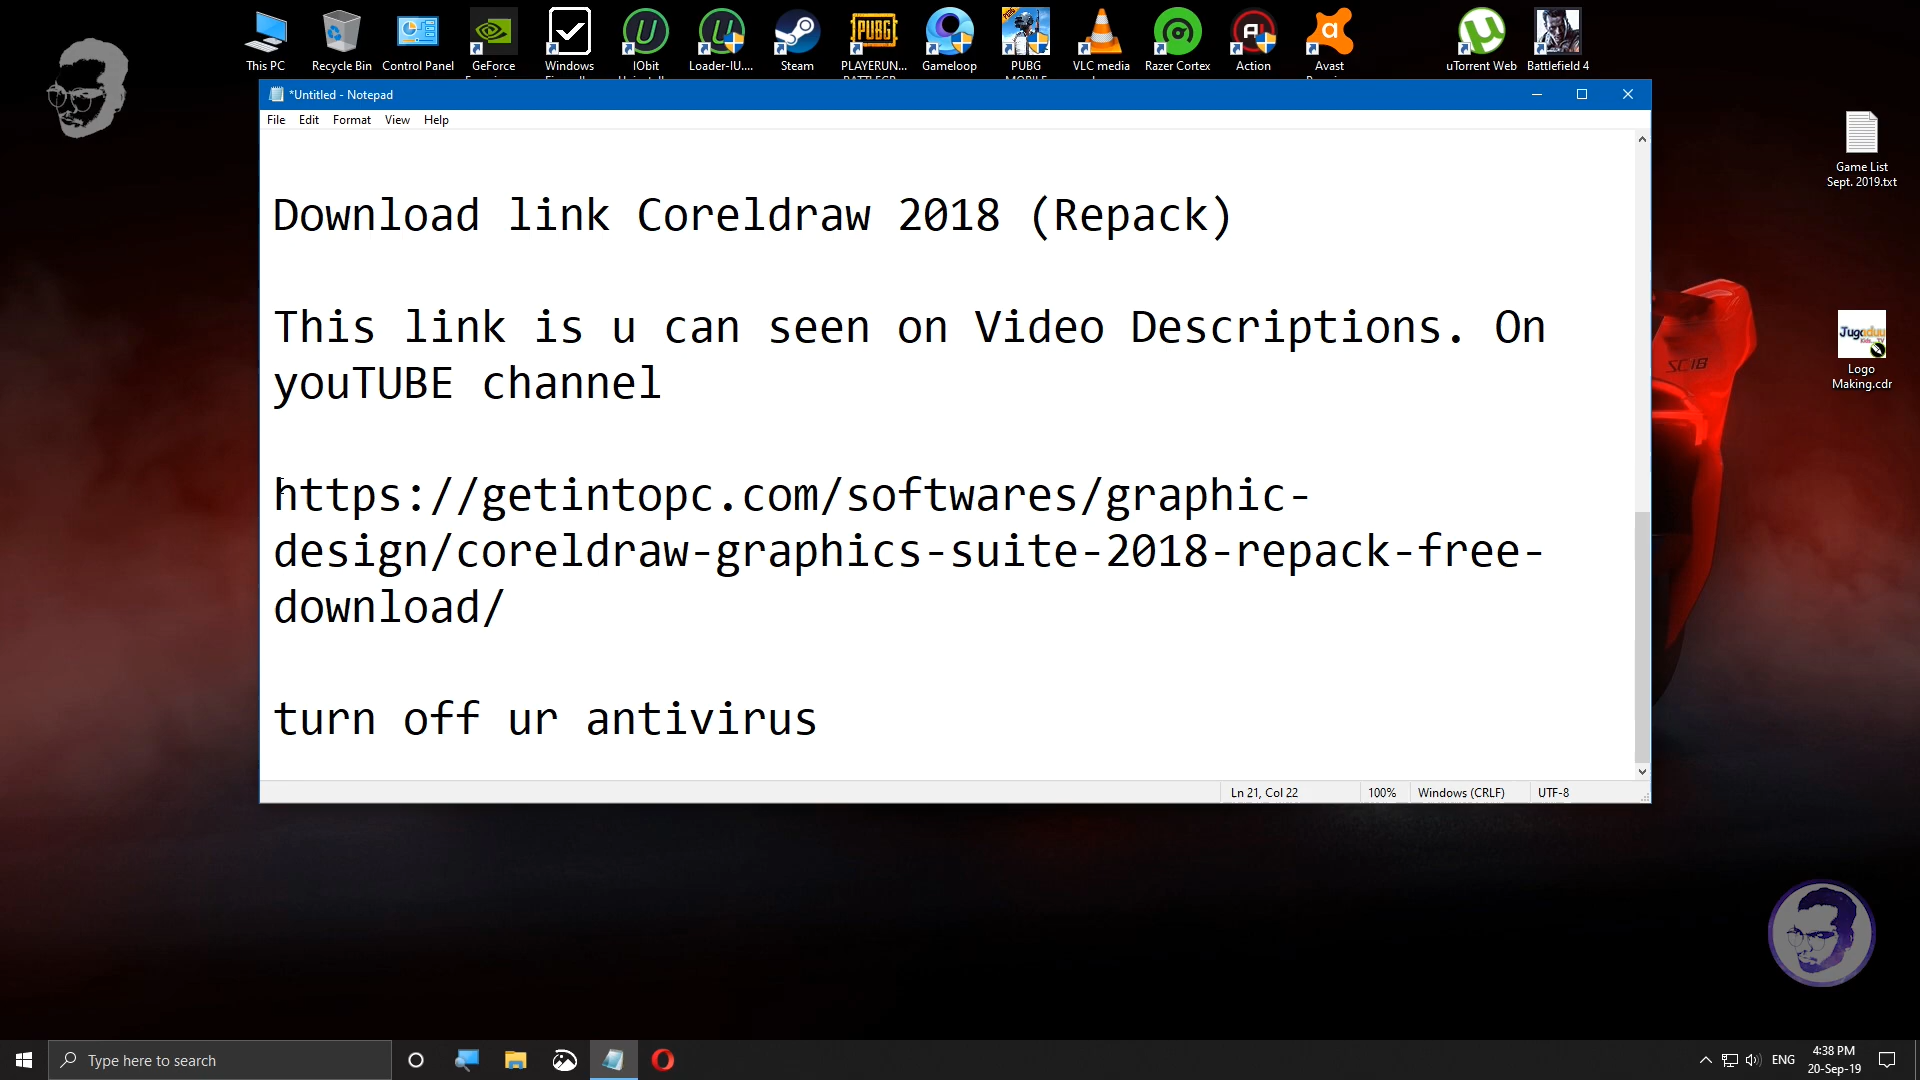 This PC
Recycle Bin
Control Panel
GeForce
Windows
IObit
Loader-IU....
Steam
PLAYERUN...
Gameloop
PUBG
VLC media
Razer Cortex
Action
Avast
uTorrent Web
Battlefield 4
*Untitled - Notepad
File Edit Format View Help
Download link Coreldraw 2018 (Repack)
This link is u can seen on Video Descriptions. On
youTUBE channel
https://getintopc.com/softwares/graphic-
design/coreldraw-graphics-suite-2018-repack-free-
download/
turn off ur antivirus
Ln 21, Col 22
100%
Windows (CRLF)
UTF-8
Game List
Sept. 2019.txt
SC18
Jugaduu
Logo
Making.cdr
Type here to search
ENG
4:38 PM
20-Sep-19